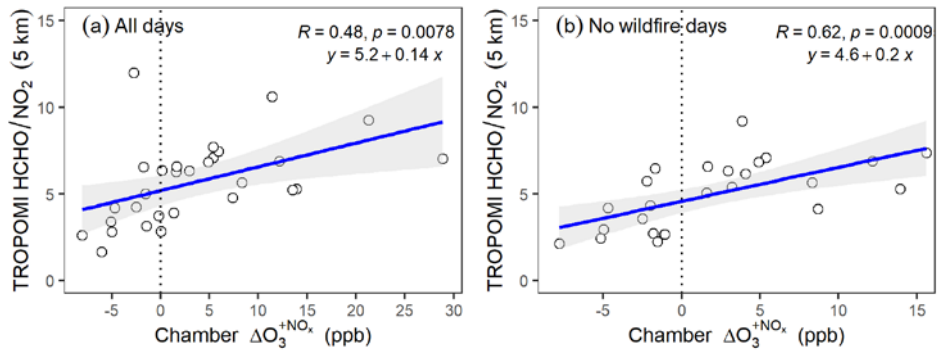 (a) All days
R = 0.48, p = 0.0078
y = 5.2 + 0.14 x
TROPOMI HCHO/NO₂ (5 km)
15
10
5
0
-5 0 5 10 15 20 25 30
Chamber ΔO₃⁺ᴺᴼˣ (ppb)
(b) No wildfire days
R = 0.62, p = 0.0009
y = 4.6 + 0.2 x
TROPOMI HCHO/NO₂ (5 km)
15
10
5
0
-5 0 5 10 15
Chamber ΔO₃⁺ᴺᴼˣ (ppb)